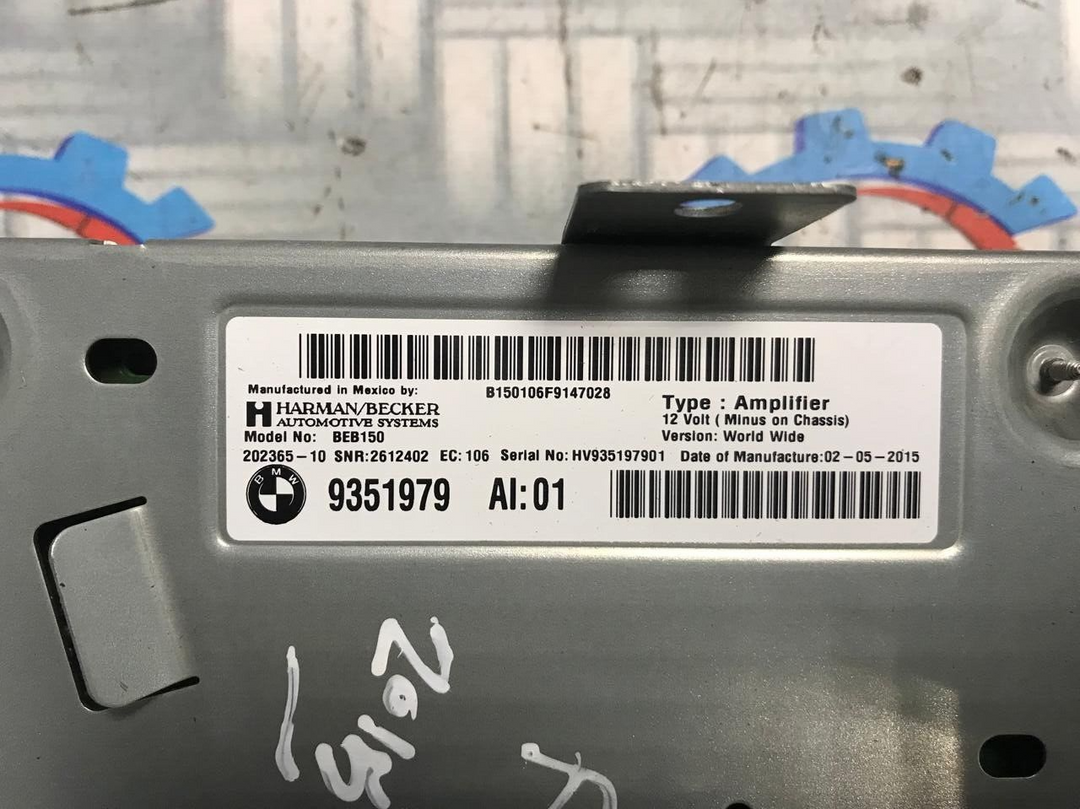 B150106F9147028
Manufactured in Mexico by:
HARMAN/BECKER
AUTOMOTIVE SYSTEMS
Type : Amplifier
12 Volt ( Minus on Chassis)
Model No: BEB150
Version: World Wide
202365-10 SNR:2612402 EC: 106 Serial No: HV935197901 Date of Manufacture:02-05-2015
BMW
9351979 AI:01
2015